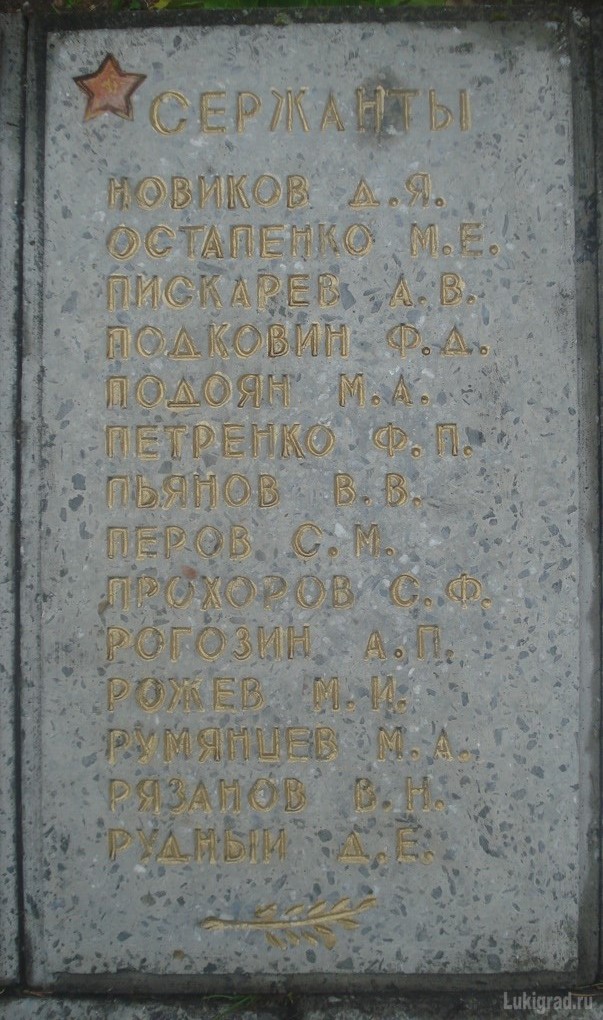 СЕРЖАНТЫ
НОВИКОВ Д.Я.
ОСТАПЕНКО М.Е.
ПИСКАРЕВ А.В.
ПОДКОВИН Ф.Д.
ПОДОЯН М.А.
ПЕТРЕНКО Ф.П.
ПЬЯНОВ В.В.
ПЕРОВ С.М.
ПРОХОРОВ С.Ф.
РОГОЗИН А.П.
РОЖЕВ М.И.
РУМЯНЦЕВ М.А.
РЯЗАНОВ В.Н.
РУДНЫЙ Д.Е.
Lukigrad.ru